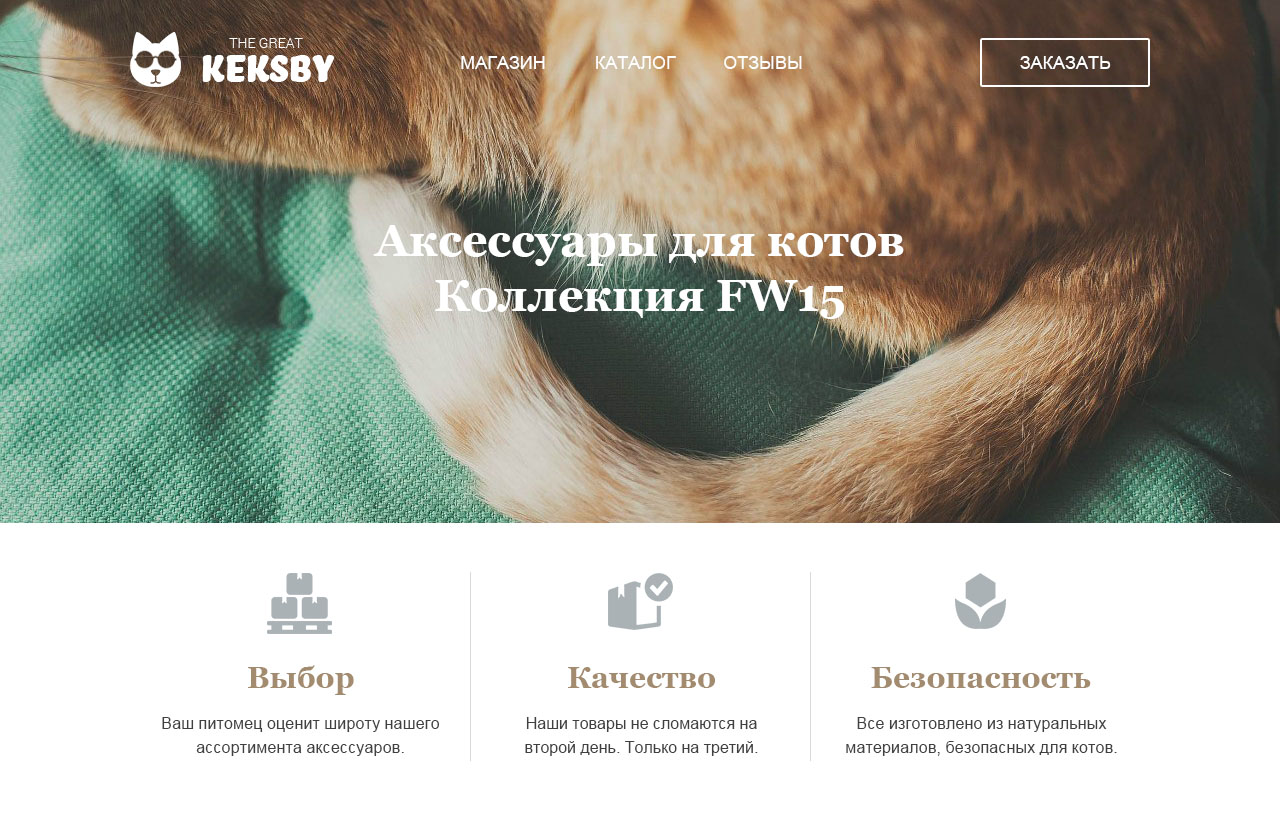 THE GREAT
KEKSBY
МАГАЗИН
КАТАЛОГ
ОТЗЫВЫ
ЗАКАЗАТЬ
Аксессуары для котов
Коллекция FW15
Выбор
Ваш питомец оценит широту нашего
ассортимента аксессуаров.
Качество
Наши товары не сломаются на
второй день. Только на третий.
Безопасность
Все изготовлено из натуральных
материалов, безопасных для котов.